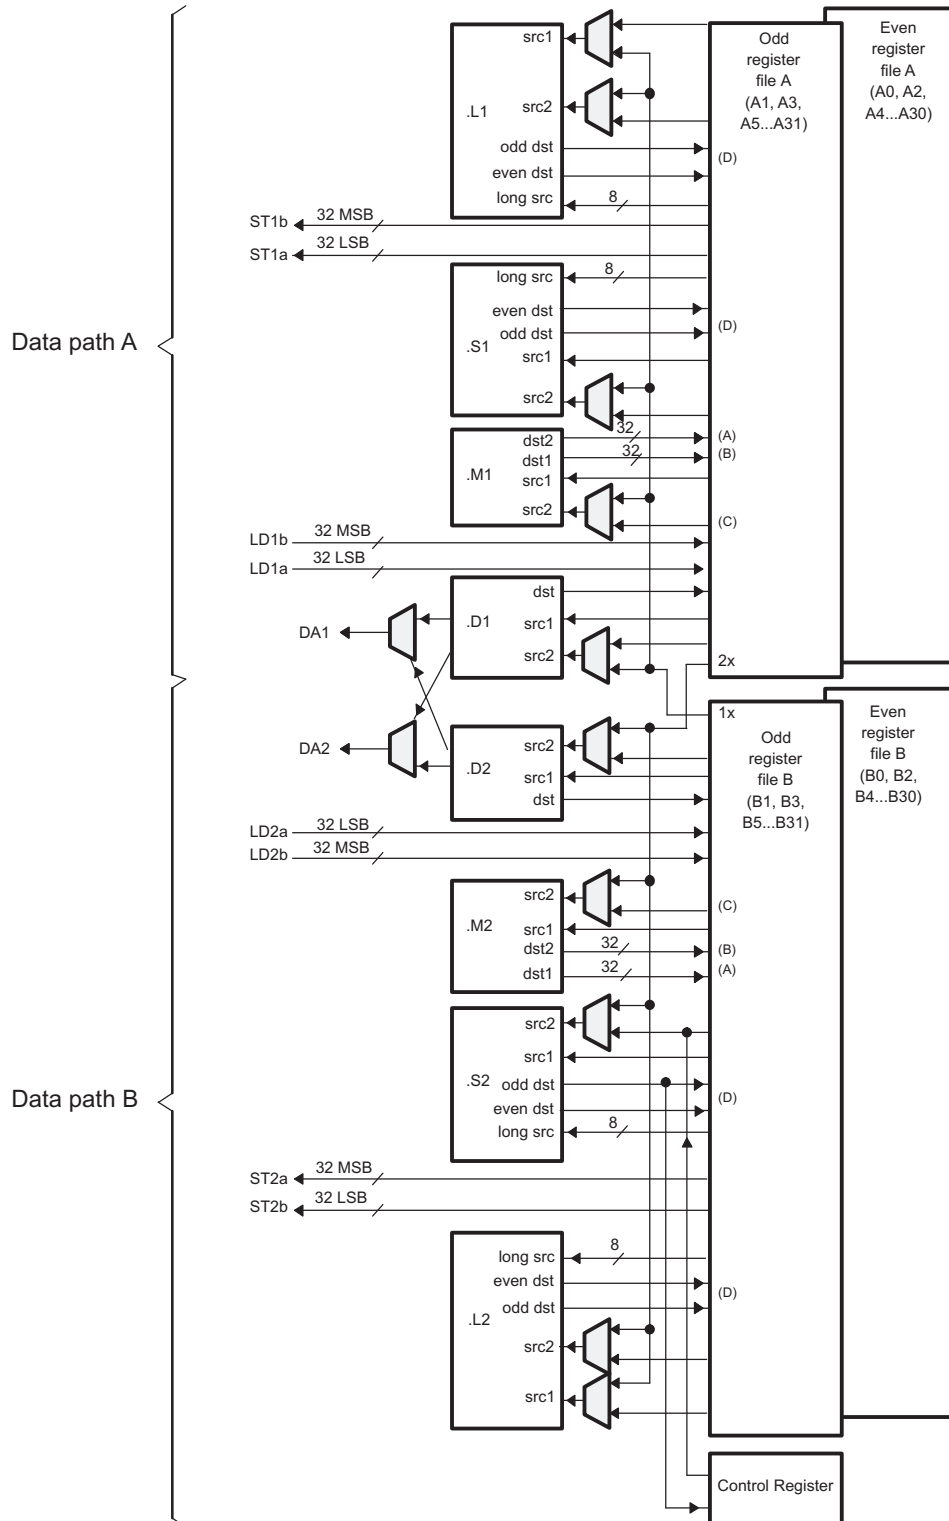 Even
register
file A
(A0, A2,
A4...A30)
Odd
register
file A
(A1, A3,
A5...A31)
src1
.L1
src2
odd dst
(D)
even dst
long src
8
ST1b
32 MSB
ST1a
32 LSB
long src
8
even dst
(D)
odd dst
.S1
src1
src2
Data path A
dst2
32
(A)
dst1
32
(B)
.M1
src1
src2
(C)
LD1b
32 MSB
LD1a
32 LSB
dst
.D1
src1
src2
DA1
2x
1x
Even
register
file B
(B0, B2,
B4...B30)
Odd
register
file B
(B1, B3,
B5...B31)
DA2
src2
.D2
src1
dst
LD2a
32 LSB
LD2b
32 MSB
src2
(C)
.M2
src1
dst2
32
(B)
dst1
32
(A)
src2
src1
.S2
odd dst
(D)
even dst
long src
8
Data path B
ST2a
32 MSB
ST2b
32 LSB
long src
8
even dst
(D)
odd dst
.L2
src2
src1
Control Register